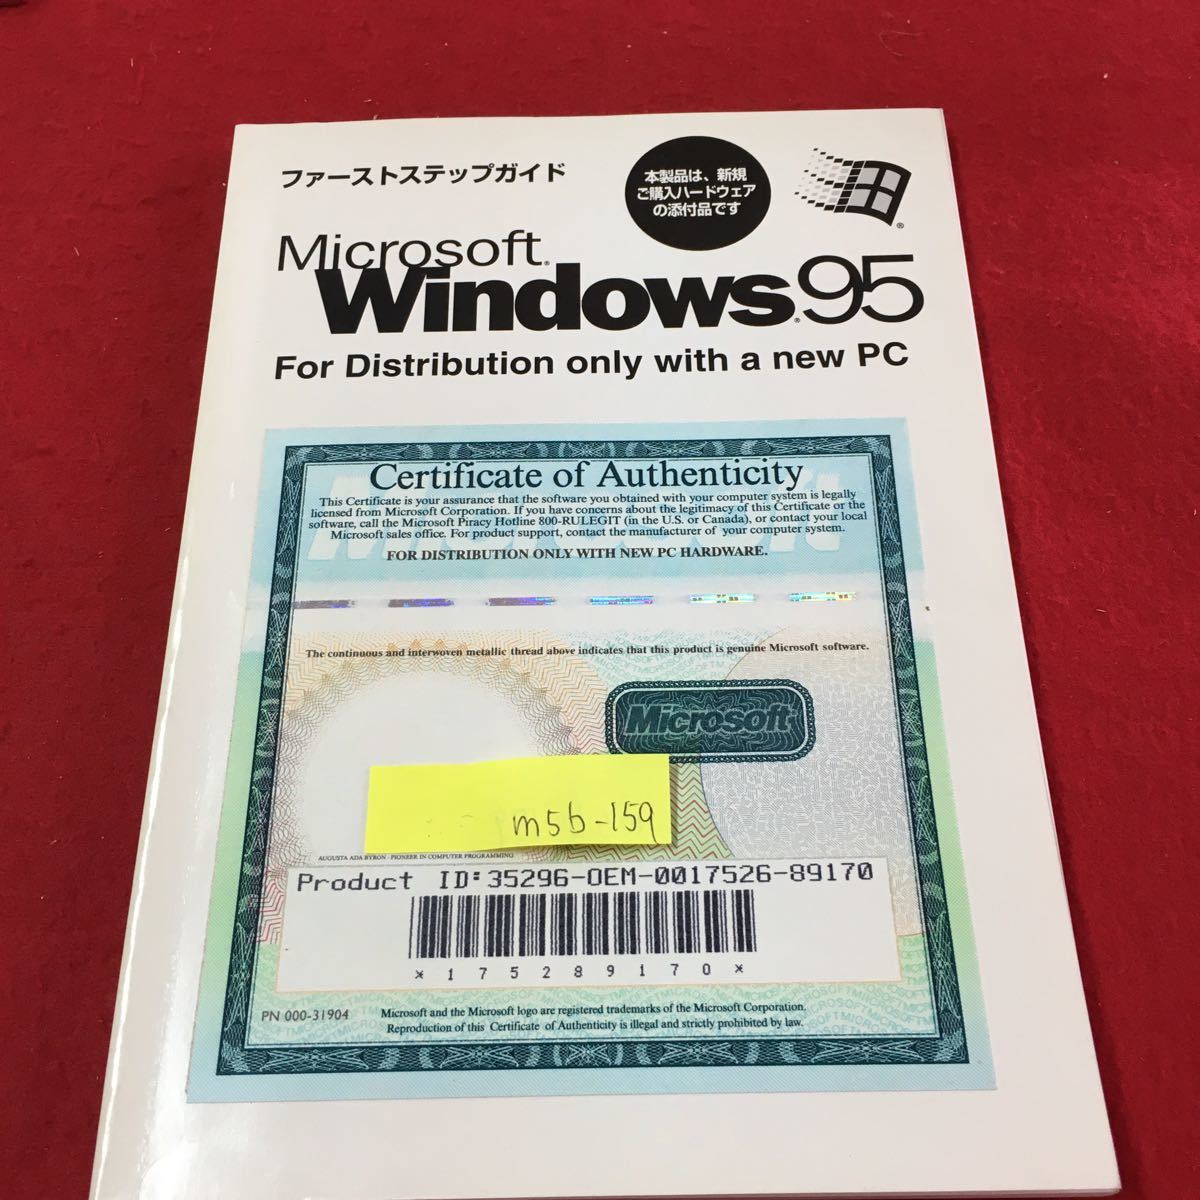 ファーストステップガイド
本製品は、新規
ご購入ハードウェア
の添付品です
Microsoft®
Windows®95
For Distribution only with a new PC
Certificate of Authenticity
This Certificate is your assurance that the software you obtained with your computer system is legally
licensed from Microsoft Corporation. If you have concerns about the legitimacy of this Certificate or the
software, call the Microsoft Piracy Hotline 800-RULEGIT (in the U.S. or Canada), or contact your local
Microsoft sales office. For product support, contact the manufacturer of your computer system.
FOR DISTRIBUTION ONLY WITH NEW PC HARDWARE.
The continuous and interwoven metallic thread above indicates that this product is genuine Microsoft software.
Microsoft
m5b-159
AUGUSTA ADA BYRON - PIONEER IN COMPUTER PROGRAMMING
Product ID:35296-OEM-0017526-89170
*175289170*
PN 000-31904
Microsoft and the Microsoft logo are registered trademarks of the Microsoft Corporation.
Reproduction of this Certificate of Authenticity is illegal and strictly prohibited by law.